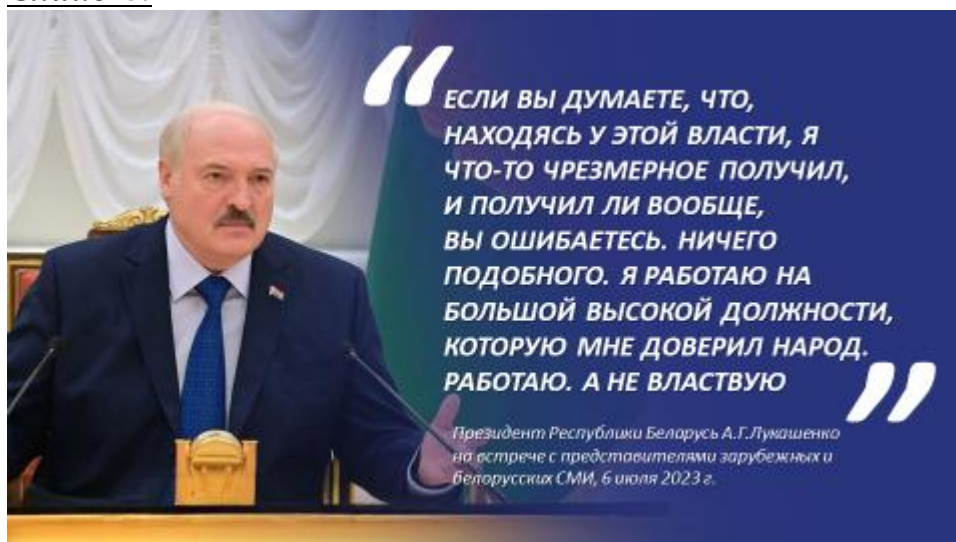 ЕСЛИ ВЫ ДУМАЕТЕ, ЧТО,
НАХОДЯСЬ У ЭТОЙ ВЛАСТИ, Я
ЧТО-ТО ЧРЕЗМЕРНОЕ ПОЛУЧИЛ,
И ПОЛУЧИЛ ЛИ ВООБЩЕ,
ВЫ ОШИБАЕТЕСЬ. НИЧЕГО
ПОДОБНОГО. Я РАБОТАЮ НА
БОЛЬШОЙ ВЫСОКОЙ ДОЛЖНОСТИ,
КОТОРУЮ МНЕ ДОВЕРИЛ НАРОД.
РАБОТАЮ. А НЕ ВЛАСТВУЮ
Президент Республики Беларусь А.Г.Лукашенко
на встрече с представителями зарубежных и
белорусских СМИ, 6 июля 2023 г.